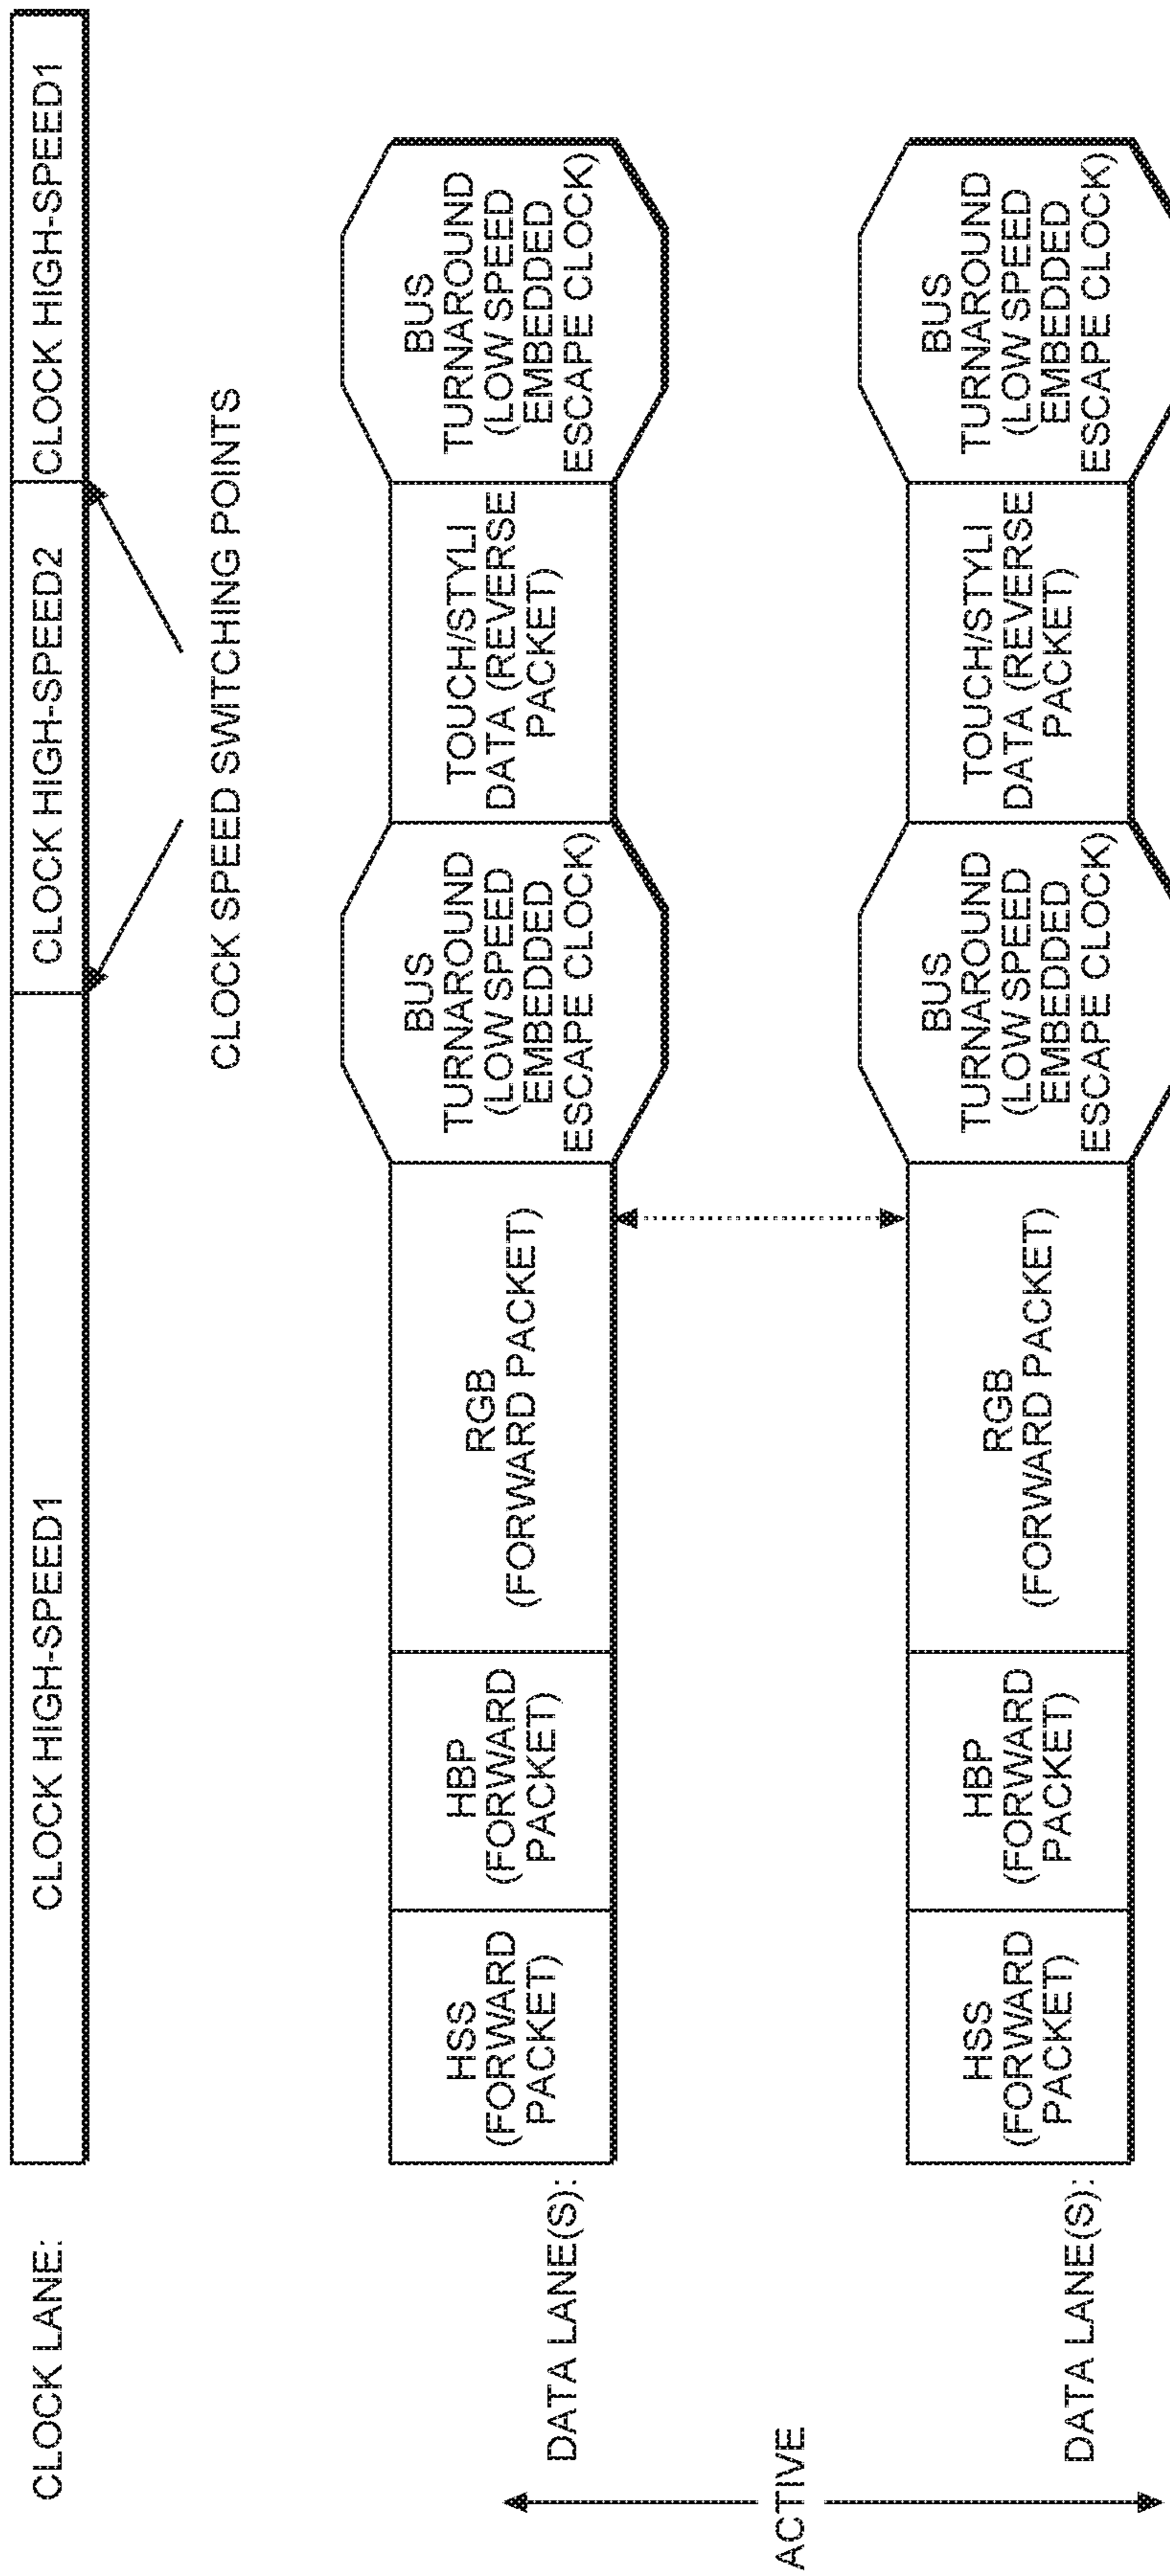 CLOCK LANE:
CLOCK HIGH-SPEED1
CLOCK HIGH-SPEED2
CLOCK HIGH-SPEED1
CLOCK SPEED SWITCHING POINTS
DATA LANE(S):
HSS
(FORWARD
PACKET)
HBP
(FORWARD
PACKET)
RGB
(FORWARD PACKET)
BUS
TURNAROUND
(LOW SPEED
EMBEDDED
ESCAPE CLOCK)
TOUCH/STYLI
DATA (REVERSE
PACKET)
BUS
TURNAROUND
(LOW SPEED
EMBEDDED
ESCAPE CLOCK)
ACTIVE
DATA LANE(S):
HSS
(FORWARD
PACKET)
HBP
(FORWARD
PACKET)
RGB
(FORWARD PACKET)
BUS
TURNAROUND
(LOW SPEED
EMBEDDED
ESCAPE CLOCK)
TOUCH/STYLI
DATA (REVERSE
PACKET)
BUS
TURNAROUND
(LOW SPEED
EMBEDDED
ESCAPE CLOCK)